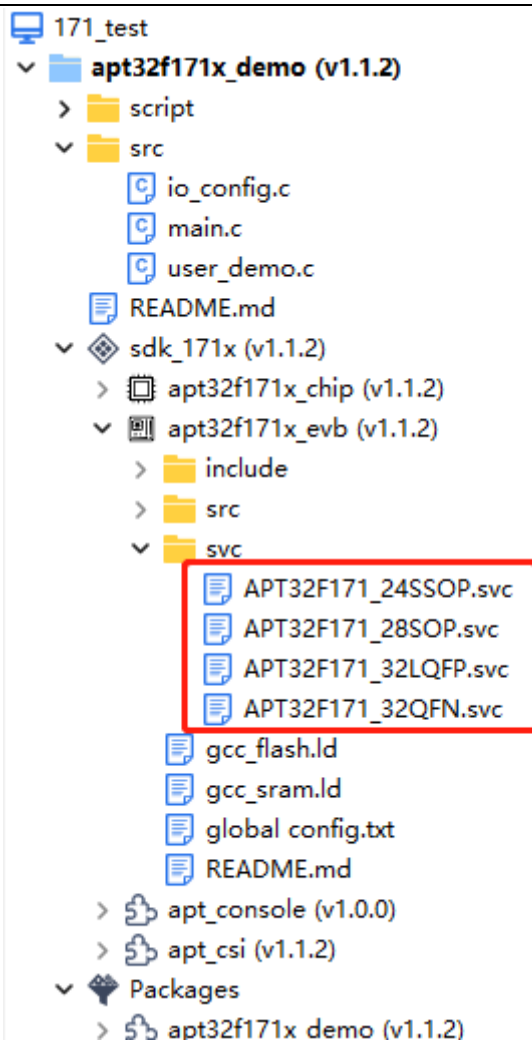 171_test
apt32f171x_demo (v1.1.2)
script
src
io_config.c
main.c
user_demo.c
README.md
sdk_171x (v1.1.2)
apt32f171x_chip (v1.1.2)
apt32f171x_evb (v1.1.2)
include
src
svc
APT32F171_24SSOP.svc
APT32F171_28SOP.svc
APT32F171_32LQFP.svc
APT32F171_32QFN.svc
gcc_flash.ld
gcc_sram.ld
global config.txt
README.md
apt_console (v1.0.0)
apt_csi (v1.1.2)
Packages
apt32f171x demo (v1.1.2)